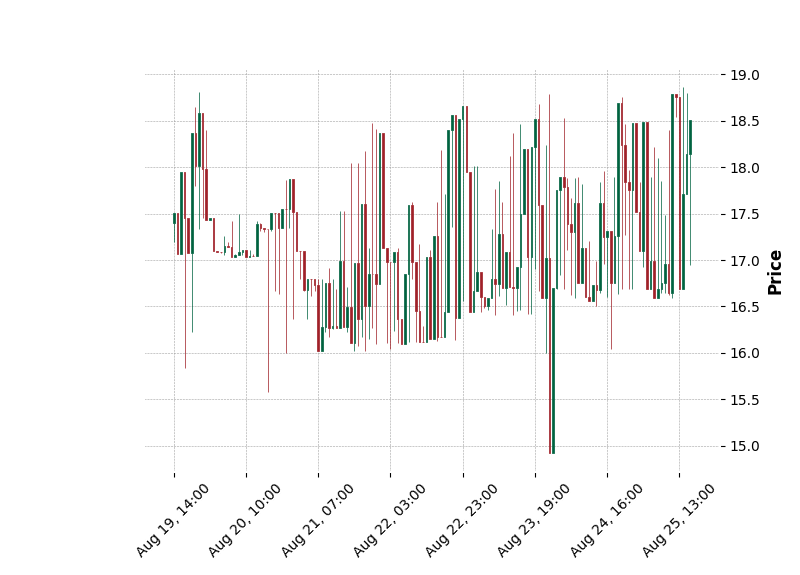 19.0
18.5
18.0
17.5
17.0
16.5
16.0
15.5
15.0
Price
Aug 19, 14:00
Aug 20, 10:00
Aug 21, 07:00
Aug 22, 03:00
Aug 22, 23:00
Aug 23, 19:00
Aug 24, 16:00
Aug 25, 13:00